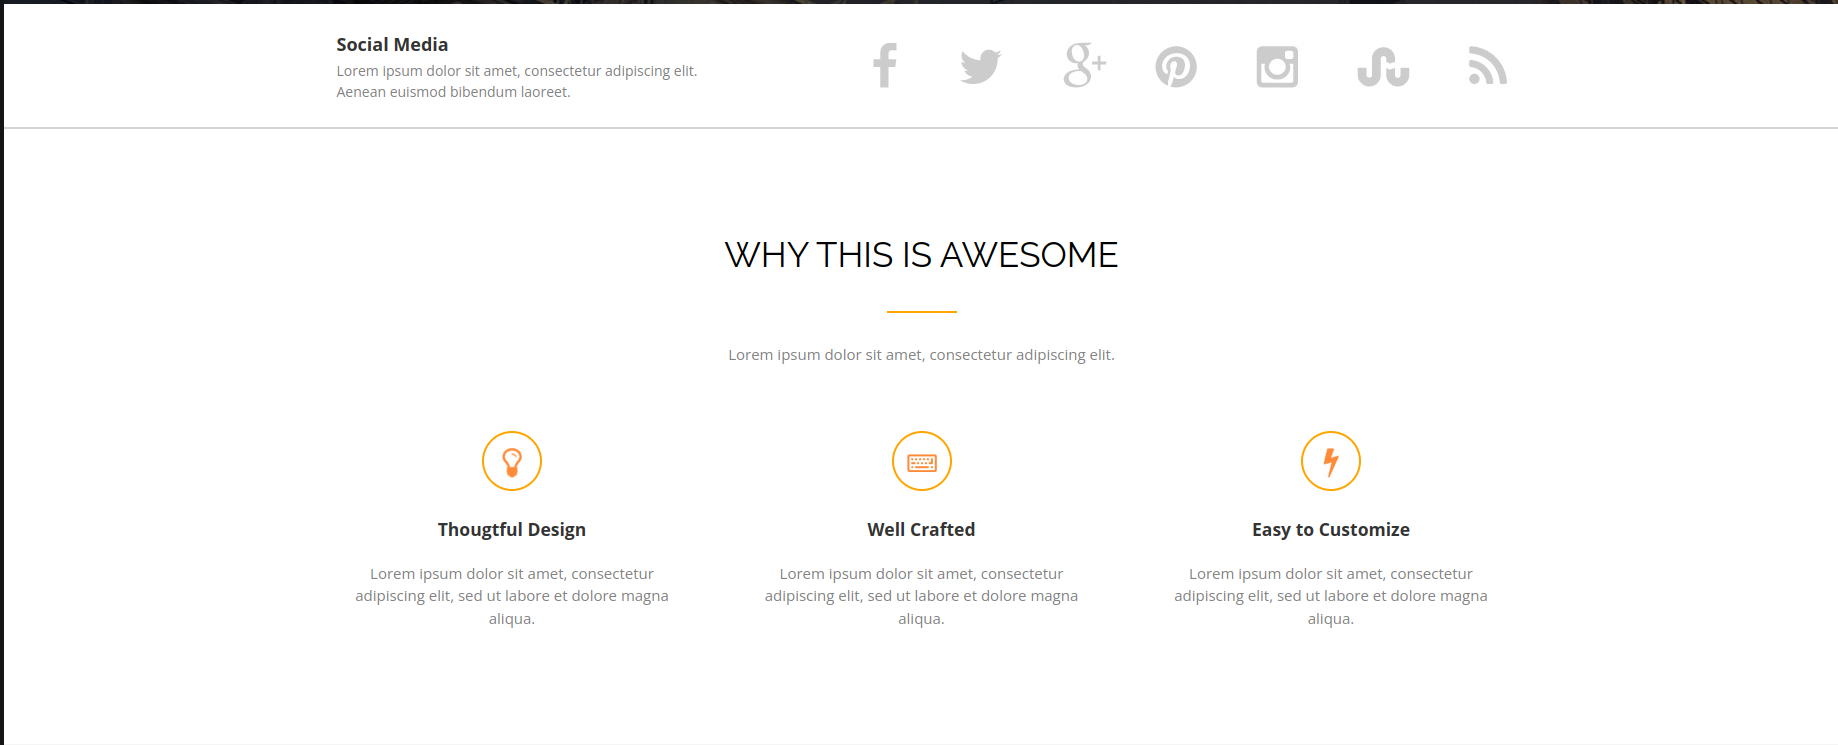 Social Media
Lorem ipsum dolor sit amet, consectetur adipiscing elit.
Aenean euismod bibendum laoreet.
WHY THIS IS AWESOME
Lorem ipsum dolor sit amet, consectetur adipiscing elit.
Thougtful Design
Lorem ipsum dolor sit amet, consectetur
adipiscing elit, sed ut labore et dolore magna
aliqua.
Well Crafted
Lorem ipsum dolor sit amet, consectetur
adipiscing elit, sed ut labore et dolore magna
aliqua.
Easy to Customize
Lorem ipsum dolor sit amet, consectetur
adipiscing elit, sed ut labore et dolore magna
aliqua.